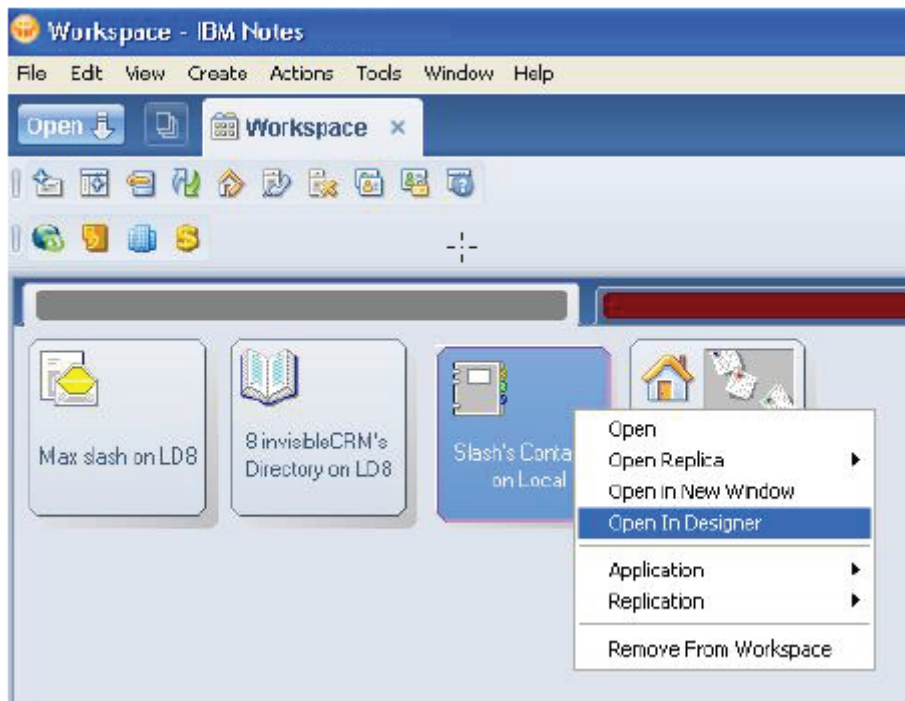 Workspace - IBM Notes
File Edit View Create Actions Tools Window Help
Open Workspace
Max slash on LD8
8 invisibleCRM's
Directory on LD8
Slash's Conta
on Local
Open
Open Replica
Open in New Window
Open In Designer
Application
Replication
Remove From Workspace